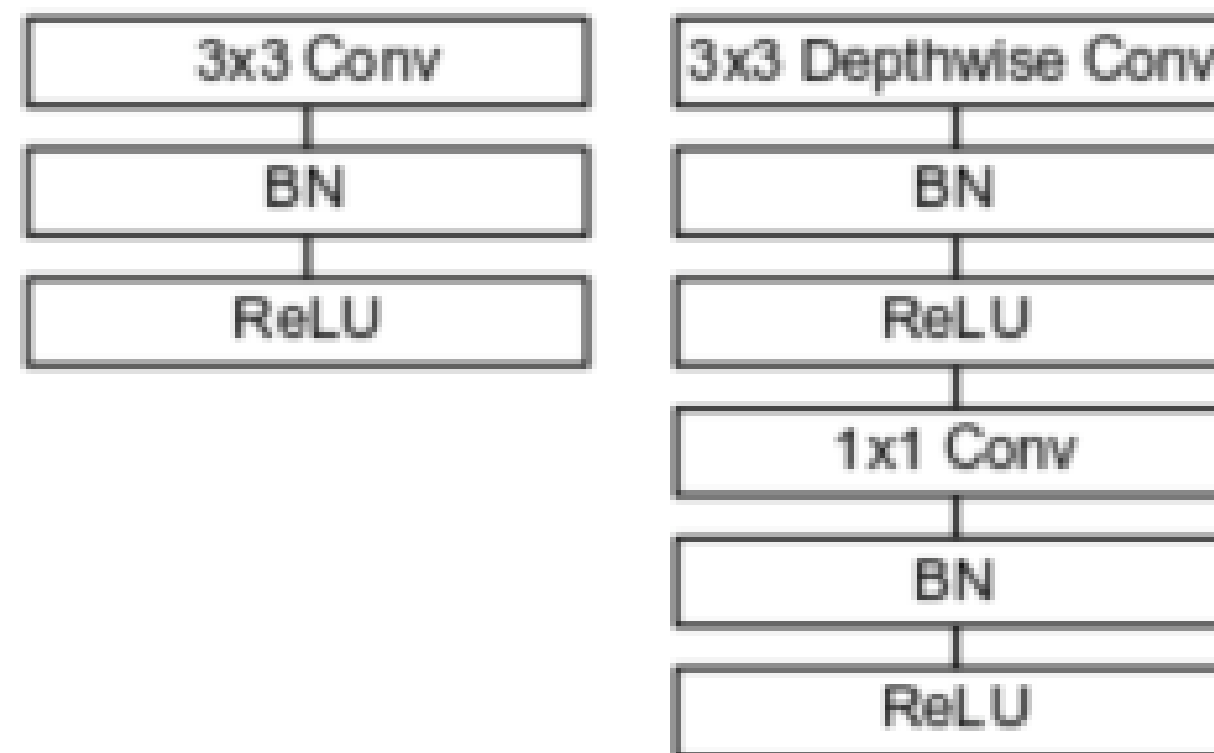 3x3 Conv
BN
ReLU
3x3 Depthwise Conv
BN
ReLU
1x1 Conv
BN
ReLU